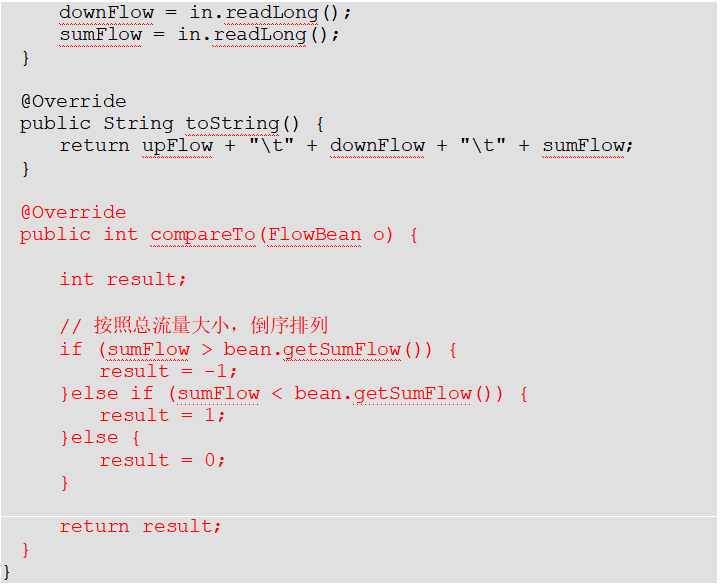 downFlow = in.readLong();
sumFlow = in.readLong();
}
@Override
public String toString() {
return upFlow + "\t" + downFlow + "\t" + sumFlow;
}
@Override
public int compareTo(FlowBean o) {
int result;
// 按照总流量大小，倒序排列
if (sumFlow > bean.getSumFlow()) {
result = -1;
}else if (sumFlow < bean.getSumFlow()) {
result = 1;
}else {
result = 0;
}
return result;
}
}